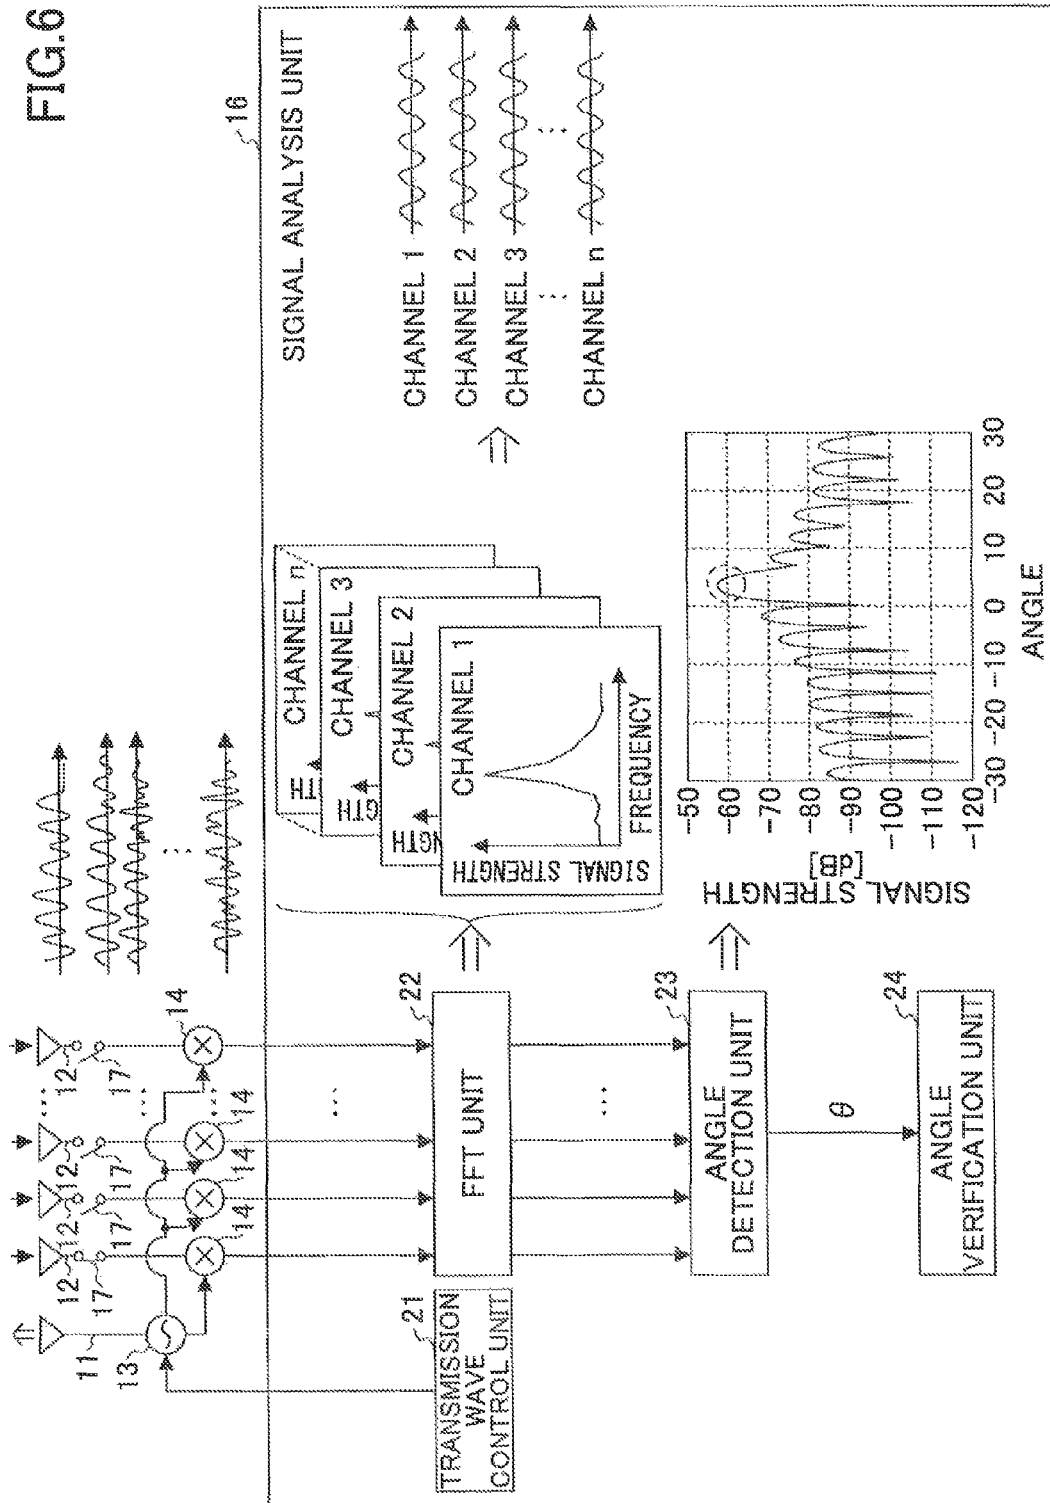 FIG.6
11
12
17
14
12
17
14
12
17
14
12
17
14
13
16
SIGNAL ANALYSIS UNIT
21
TRANSMISSION
WAVE
CONTROL UNIT
22
FFT UNIT
SIGNAL STRENGTH
CHANNEL 1
FREQUENCY
NGTH
CHANNEL 2
NGTH
CHANNEL 3
TH
CHANNEL n
CHANNEL 1
CHANNEL 2
CHANNEL 3
CHANNEL n
23
ANGLE
DETECTION UNIT
SIGNAL STRENGTH
[dB]
-50
-60
-70
-80
-90
-100
-110
-120
-30 -20 -10 0 10 20 30
ANGLE
θ
24
ANGLE
VERIFICATION UNIT